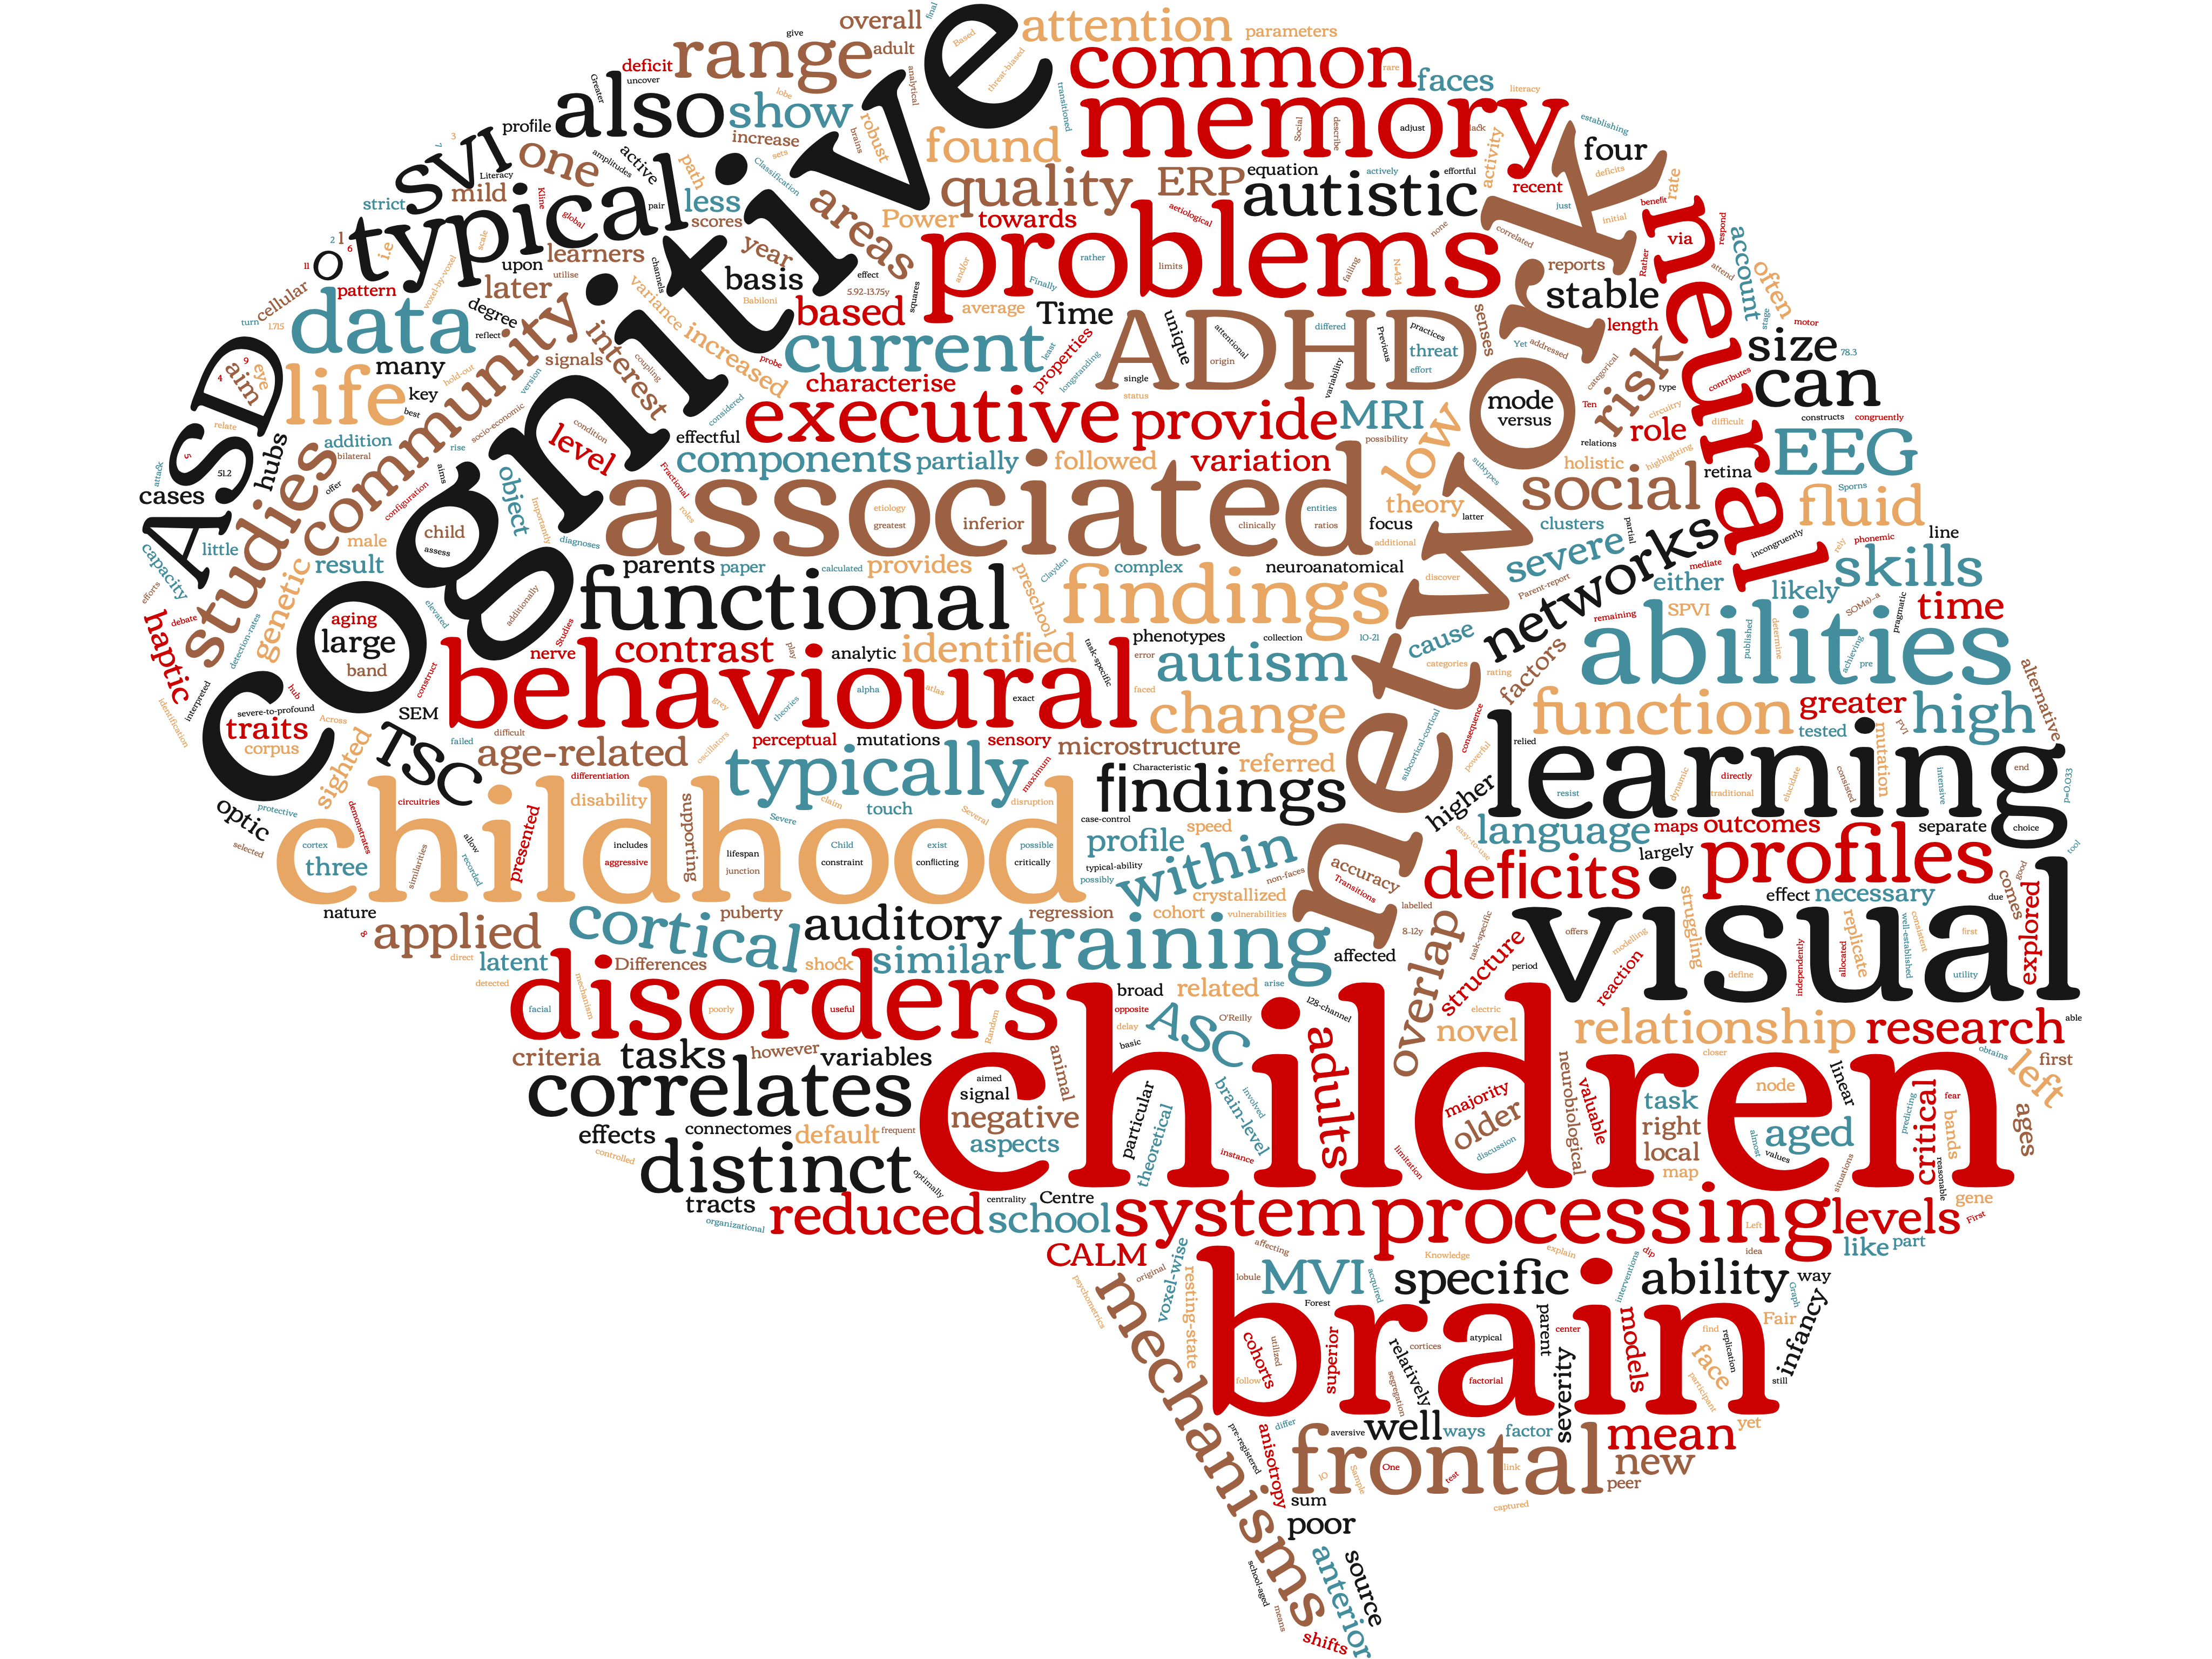 overall
final
attention
parameters
give
Based
range
adult
common
rare
deficit
uncover
threat-biased
faces
literacy
Greater
also
show
lobe
analytical
transitioned
memory
Social
describe
adjust
lack
establishing
profile
increase
robust
brains
found
activity
four
svi
one
amplitudes
active
path
sets
Classification
quality
ERP
equation
actively
effortful
deficits
rate
Literacy
mild
Kline
typical
pair
less
scores
areas
Power
towards
autistic
recent
just
initial
benefit
strict
global
cognitive
problems
aetiological
none
network
correlated
neural
via
respond
account
often
learners
year
basis
reports
Rather
attend
o
i.e
scale
upon
utilise
channels
Babiloni
effect
and/or
rather
limits
failing
N=434
stable
stage
motor
pattern
later
variance
5.92-13.75y
squares
cellular
voxel-by-voxel
data
degree
reflect
based
average
Finally
Time
senses
length
size
78.3
turn
1.715
community
interest
signals
coupling
increased
probe
current
least
properties
longstanding
ADHD
unique
attentional
origin
differed
Previous
practices
threat
effort
Yet
addressed
risk
categorical
type
contributes
can
ASD
aim
eye
life
many
key
hold-out
version
characterise
single
status
variability
mode
versus
Ten
circuitry
role
difficult
constructs
congruently
relate
best
socio-economic
considered
executive
provide
MRI
possibility
low
relations
EEG
studies
addition
bilateral
rise
condition
level
effectful
components
partially
followed
variation
theory
subtypes
holistic
highlighting
retina
Sporns
attack
51.2
hubs
cases
offer
configuration
aims
object
Importantly
Fractional
roles
associated
etiology
greatest
inferior
clinically
entities
ratios
focus
latter
additional
social
clusters
partial
fluid
capacity
little
male
child
assess
diagnoses
severe
networks
incongruently
rely
phonemic
line
efforts
genetic
result
parents
paper
calculated
provides
preschool
Clayden
complex
neuroanatomical
discover
Parent-report
either
mediate
likely
skills
haptic
debate
detection-rates
elevated
additionally
functional
findings
cause
remaining
SPVI
SOMa)-a
pragmatic
time
aging
large
band
Studies
nerve
contrast
play
analytic
identified
phenotypes
collection
10-21
task-specific
error
autism
categories
rating
factors
abilities
published
determine
achieving
pre
identification
interpreted
hub
construct
behavioural
alpha
theories
grey
atlas
exact
faced
change
function
greater
high
alternative
severe-to-profound
Across
traits
corpus
SEM
failed
difficult
perceptual
mutations
sensory
microstructure
subcortical-cortical
consequence
powerful
relied
tested
mutation
PVI
sighted
TSC
age-related
oscillators
typically
maximum
Characteristic
referred
higher
learning
resist
dynamic
directly
traditional
elucidate
consisted
intensive
end
p=0.033
optic
protective
selected
demonstrates
circuitries
differentiation
disability
supporting
claim
touch
Severe
Several
disruption
case-control
findings
profile
speed
easy-to-use
language
maps
outcomes
separate
choice
tool
childhood
cortex
three
similarities
allow
recorded
presented
includes
aggressive
lifespan
junction
Child
constraint
exist
conflicting
possible
critically
typical-ability
possibly
within
non-faces
crystallized
accuracy
Transitions
labelled
deficits
largely
profiles
good
nature
8
applied
direct
cortical
puberty
auditory
regression
cohort
vulnerabilities
8-12y
struggling
effect
necessary
due
comes
explored
latent
detected
Differences
shock
similar
training
affected
overlap
task-specific
structure
period
offers
modelling
visual
define
independently
allocated
replicate
well-established
consistent
first
utility
mechanism
disorders
facial
poorly
useful
Random
broad
related
arise
128-channel
opposite
delay
basic
ASC
O'Reilly
electric
novel
reaction
relationship
research
able
criteria
tasks
however
variables
animal
children
adults
closer
obtains
left
first
correlates
aimed
signal
negative
aspects
particular
theoretical
brain-level
involved
instance
limitation
majority
older
discussion
neurobiological
valuable
task
right
local
map
node
aged
almost
values
linear
situations
predicting
critical
fear
bands
reasonable
ages
effects
connectomes
default
frequent
controlled
distinct
optimally
tracts
centrality
Centre
organizational
reduced
school
system
processing
Left
levels
gene
First
CALM
affecting
Knowledge
explain
dip
idea
like
part
psychometrics
original
voxel-wise
resting-state
lobule
MVI
acquired
specific
interventions
ability
way
Graph
mechanisms
Forest
brain
cohorts
utilized
follow
superior
relatively
cortices
segregation
atypical
factorial
parent
center
severity
models
find
face
replication
participant
Fair
infancy
still
pre-registered
differ
anisotropy
aversive
well
ways
factor
mean
yet
frontal
10
Sample
One
test
link
new
peer
sum
captured
poor
school-aged
means
anterior
source
shifts